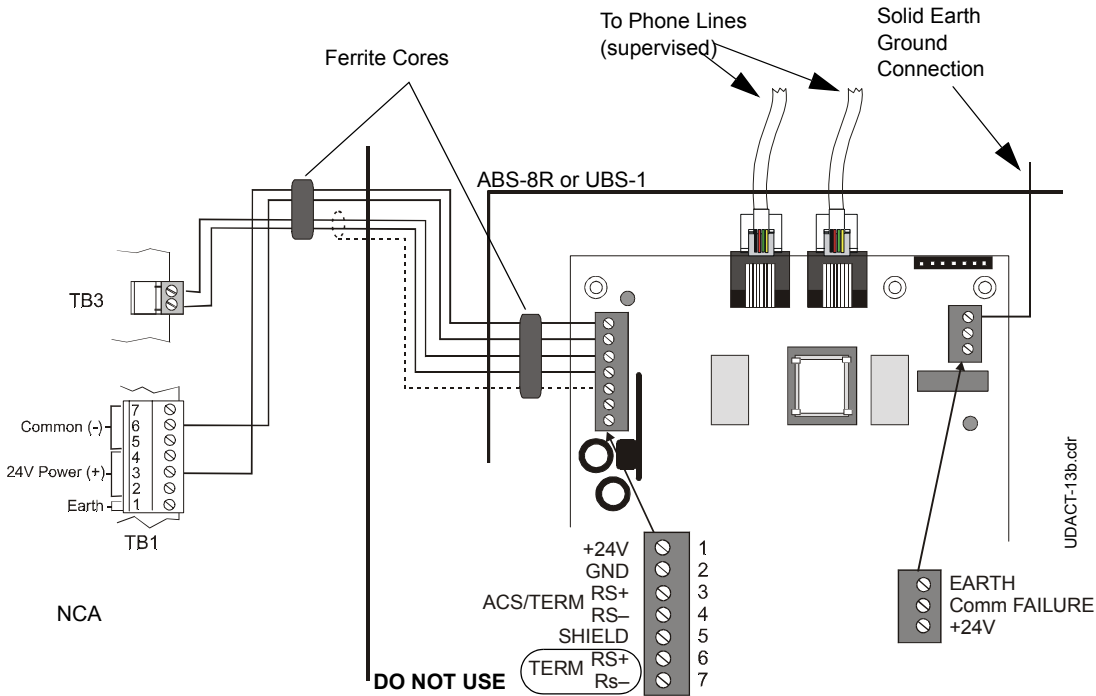 To Phone Lines
(supervised)
Solid Earth
Ground
Connection
Ferrite Cores
ABS-8R or UBS-1
TB3
7
6
5
4
3
2
1
Common (-)
24V Power (+)
Earth
TB1
NCA
DO NOT USE
+24V 1
GND 2
ACS/TERM RS+ 3
RS– 4
SHIELD 5
TERM RS+ 6
Rs– 7
EARTH
Comm FAILURE
+24V
UDACT-13b.cdr